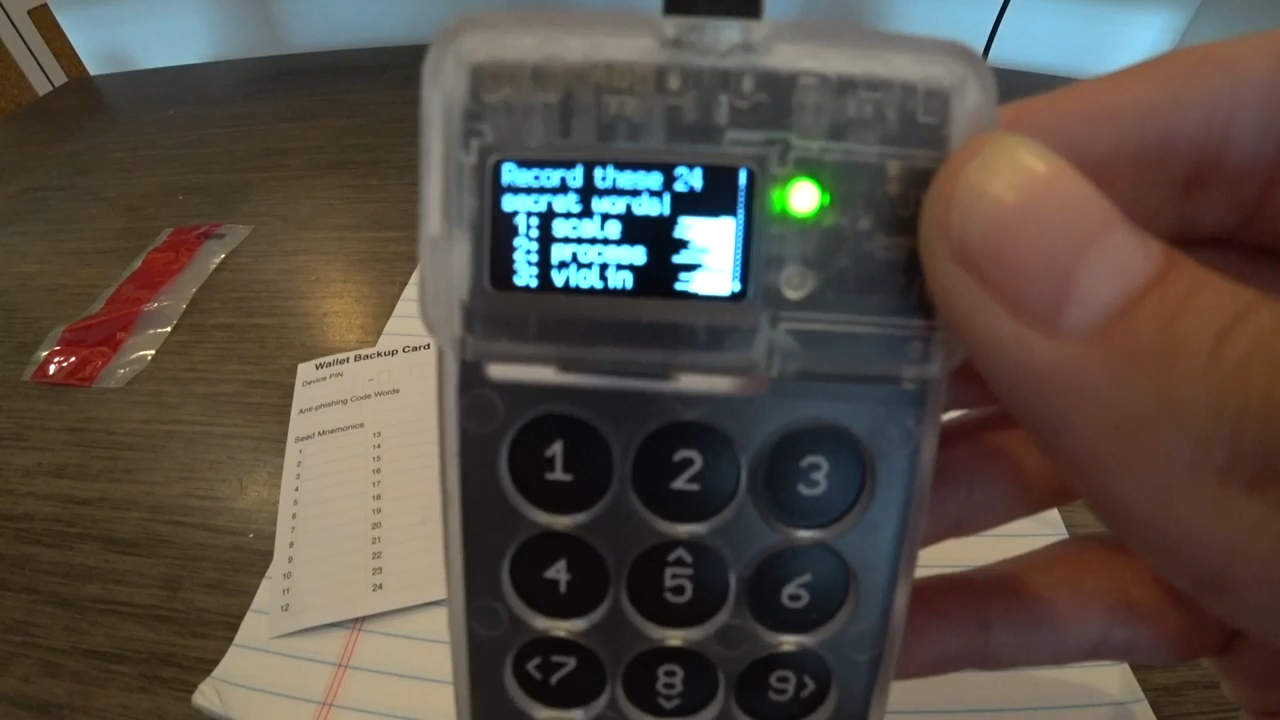 Record these 24
secret words!
1: scale
2: process
3: violin
Wallet Backup Card
Device PIN
-
Anti-phishing Code Words
Seed Mnemonics
1
2
3
4
5
6
7
8
9
10
11
12
13
14
15
16
17
18
19
20
21
22
23
24
1 2 3
4 5 6
<7 8 9>